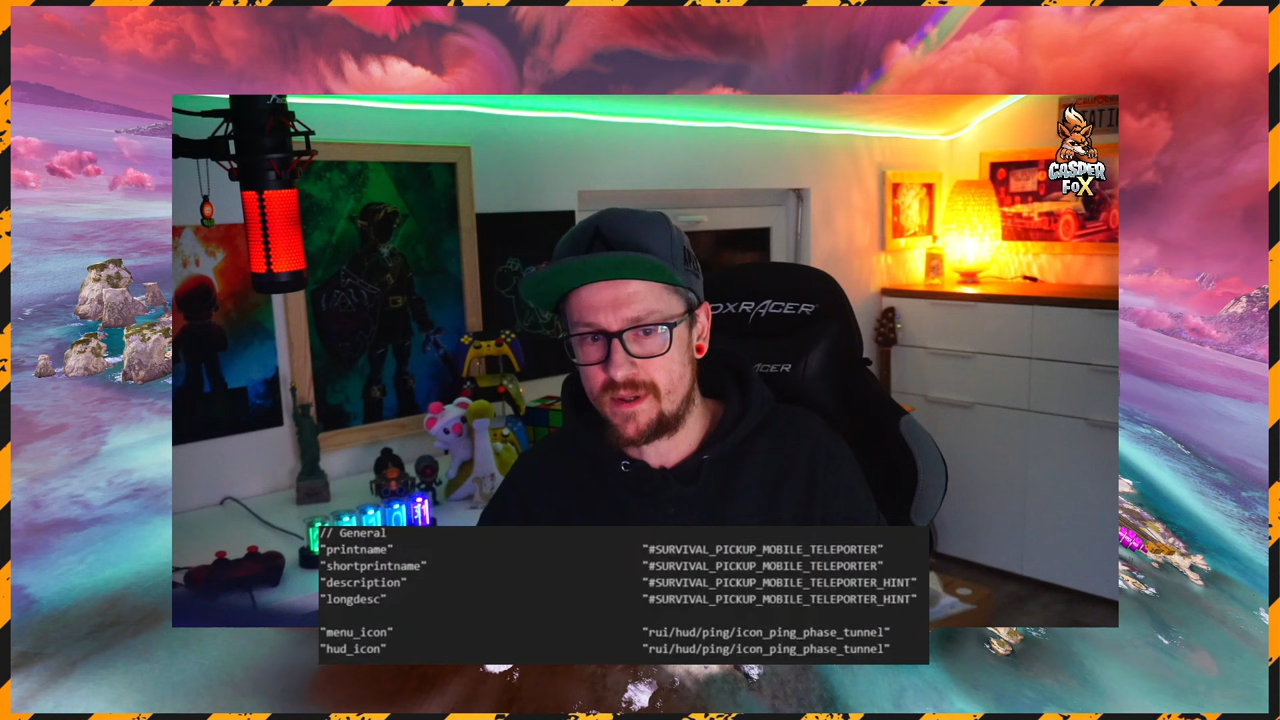 CASPER
FOX
DXRACER
// General
"printname" "#SURVIVAL_PICKUP_MOBILE_TELEPORTER"
"shortprintname" "#SURVIVAL_PICKUP_MOBILE_TELEPORTER"
"description" "#SURVIVAL_PICKUP_MOBILE_TELEPORTER_HINT"
"longdesc" "#SURVIVAL_PICKUP_MOBILE_TELEPORTER_HINT"
"menu_icon" "rui/hud/ping/icon_ping_phase_tunnel"
"hud_icon" "rui/hud/ping/icon_ping_phase_tunnel"